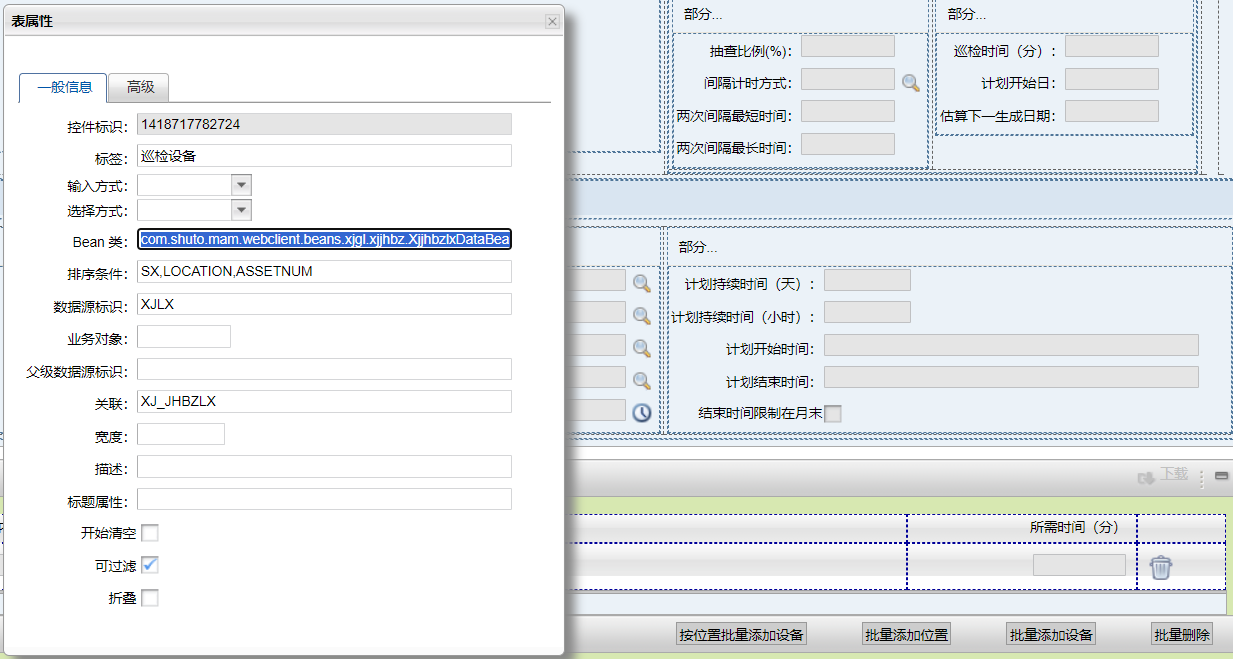 表属性
一般信息
高级
控件标识: 1418717782724
标签: 巡检设备
输入方式:
选择方式:
Bean 类: com.shuto.mam.webclient.beans.xjgl.xjjhbz.XjjhbzlxDataBea
排序条件: SX,LOCATION,ASSETNUM
数据源标识: XJLX
业务对象:
父级数据源标识:
关联: XJ_JHBZLX
宽度:
描述:
标题属性:
开始清空
可过滤
折叠
部分...
抽查比例(%):
间隔计时方式:
两次间隔最短时间:
两次间隔最长时间:
部分...
巡检时间（分）:
计划开始日:
估算下一生成日期:
部分...
计划持续时间（天）:
计划持续时间（小时）:
计划开始时间:
计划结束时间:
结束时间限制在月末
下载
所需时间（分）
按位置批量添加设备
批量添加位置
批量添加设备
批量删除